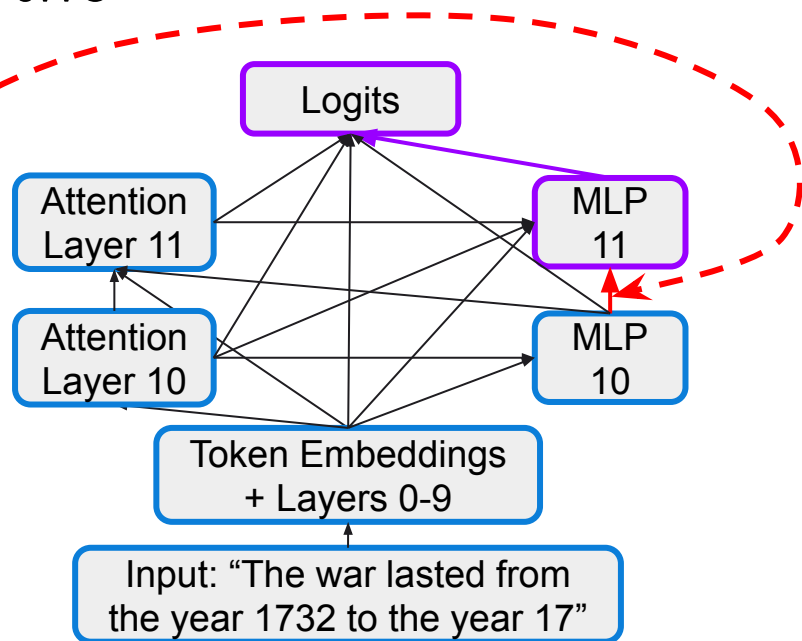 Logits
Attention
Layer 11
MLP
11
Attention
Layer 10
MLP
10
Token Embeddings
+ Layers 0-9
Input: “The war lasted from
the year 1732 to the year 17”